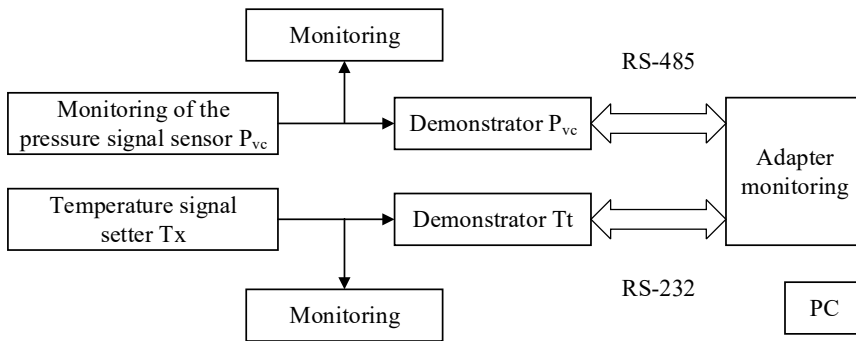 Monitoring
RS-485
Monitoring of the
pressure signal sensor Pvc
Demonstrator Pvc
Adapter
monitoring
Temperature signal
setter Tx
Demonstrator Tt
RS-232
Monitoring
PC